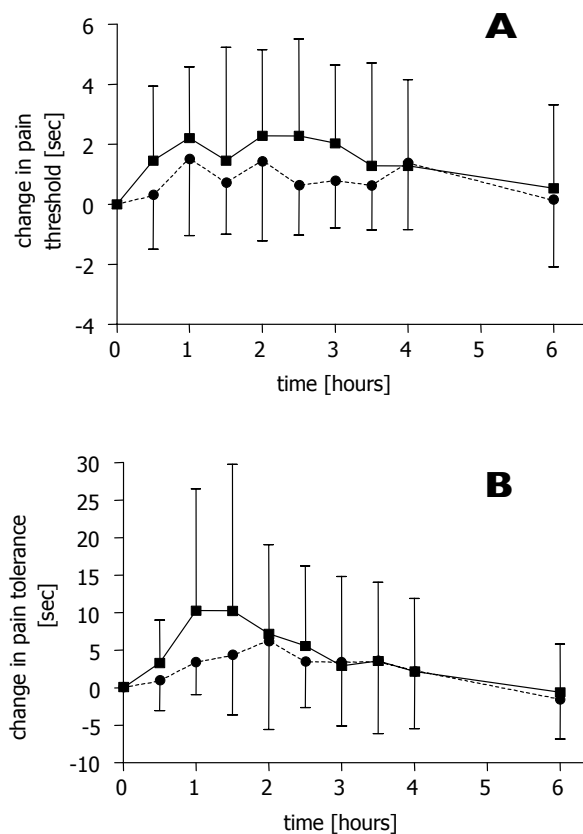 A
change in pain
threshold [sec]
6
4
2
0
-2
-4
0 1 2 3 4 5 6
time [hours]
B
change in pain tolerance
[sec]
30
25
20
15
10
5
0
-5
-10
0 1 2 3 4 5 6
time [hours]